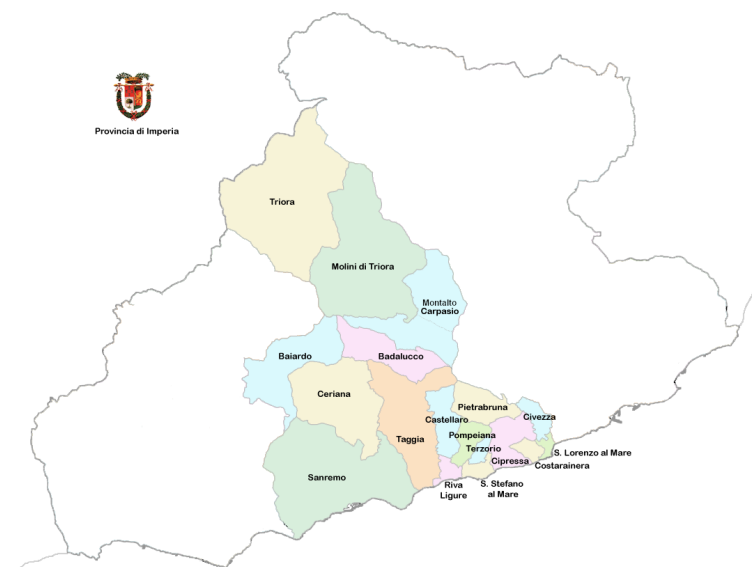 Provincia di Imperia
Triora
Molini di Triora
Montalto
Carpasio
Baiardo
Badalucco
Ceriana
Pietrabruna
Castellaro
Civezza
Taggia
Pompeiana
Terzorio
S. Lorenzo al Mare
Cipressa
Costarainera
Sanremo
Riva
Ligure
S. Stefano
al Mare